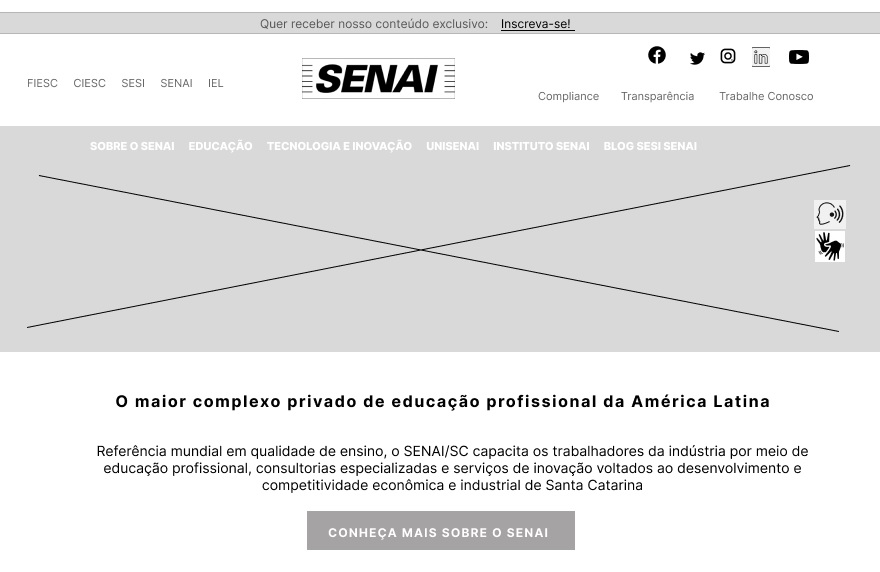 Quer receber nosso conteúdo exclusivo: Inscreva-se!
FIESC CIESC SESI SENAI IEL
SENAI
in
Compliance Transparência Trabalhe Conosco
SOBRE O SENAI EDUCAÇÃO TECNOLOGIA E INOVAÇÃO UNISENAI INSTITUTO SENAI BLOG SESI SENAI
O maior complexo privado de educação profissional da América Latina
Referência mundial em qualidade de ensino, o SENAI/SC capacita os trabalhadores da indústria por meio de
educação profissional, consultorias especializadas e serviços de inovação voltados ao desenvolvimento e
competitividade econômica e industrial de Santa Catarina
CONHEÇA MAIS SOBRE O SENAI